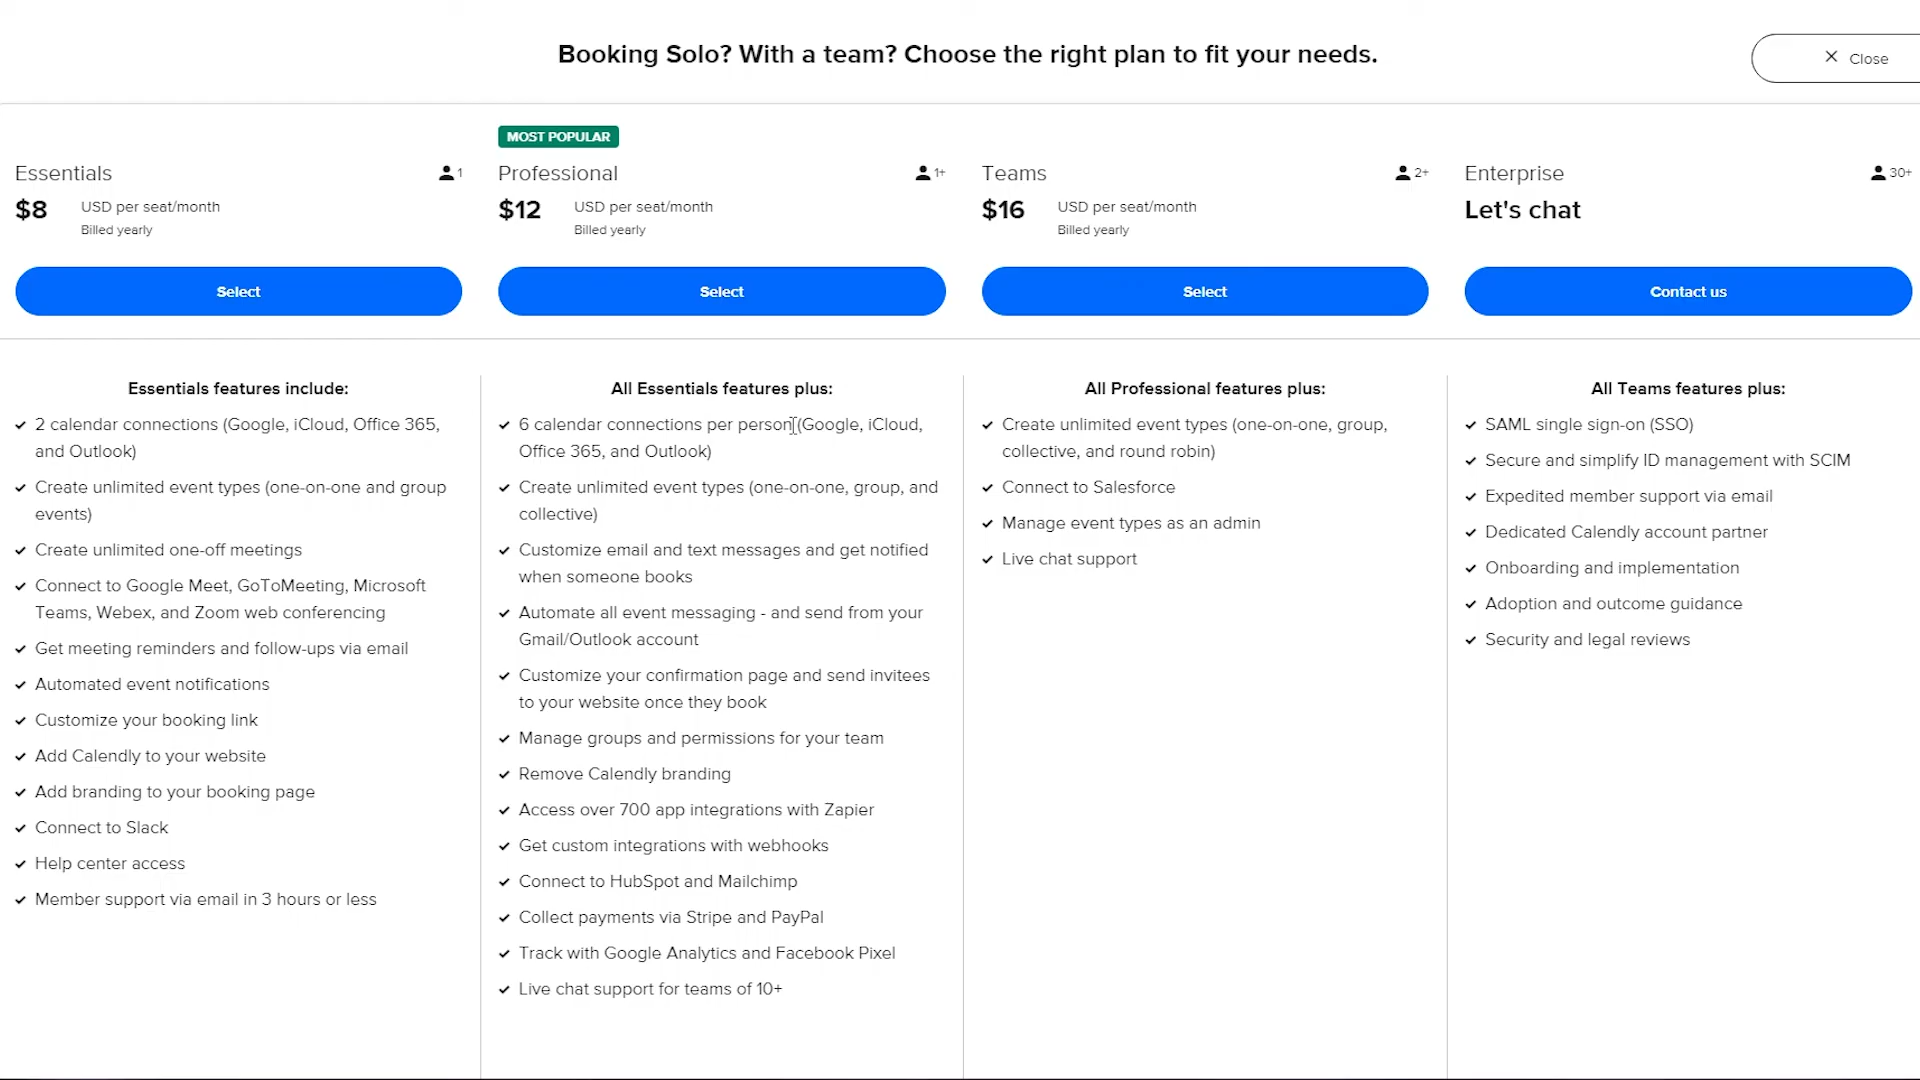 Booking Solo? With a team? Choose the right plan to fit your needs.
Close
Essentials
1
$8
USD per seat/month
Billed yearly
Select
MOST POPULAR
Professional
1+
$12
USD per seat/month
Billed yearly
Select
Teams
2+
$16
USD per seat/month
Billed yearly
Select
Enterprise
30+
Let's chat
Contact us
Essentials features include:
2 calendar connections (Google, iCloud, Office 365,
and Outlook)
Create unlimited event types (one-on-one and group
events)
Create unlimited one-off meetings
Connect to Google Meet, GoToMeeting, Microsoft
Teams, Webex, and Zoom web conferencing
Get meeting reminders and follow-ups via email
Automated event notifications
Customize your booking link
Add Calendly to your website
Add branding to your booking page
Connect to Slack
Help center access
Member support via email in 3 hours or less
All Essentials features plus:
6 calendar connections per person (Google, iCloud,
Office 365, and Outlook)
Create unlimited event types (one-on-one, group, and
collective)
Customize email and text messages and get notified
when someone books
Automate all event messaging - and send from your
Gmail/Outlook account
Customize your confirmation page and send invitees
to your website once they book
Manage groups and permissions for your team
Remove Calendly branding
Access over 700 app integrations with Zapier
Get custom integrations with webhooks
Connect to HubSpot and Mailchimp
Collect payments via Stripe and PayPal
Track with Google Analytics and Facebook Pixel
Live chat support for teams of 10+
All Professional features plus:
Create unlimited event types (one-on-one, group,
collective, and round robin)
Connect to Salesforce
Manage event types as an admin
Live chat support
All Teams features plus:
SAML single sign-on (SSO)
Secure and simplify ID management with SCIM
Expedited member support via email
Dedicated Calendly account partner
Onboarding and implementation
Adoption and outcome guidance
Security and legal reviews